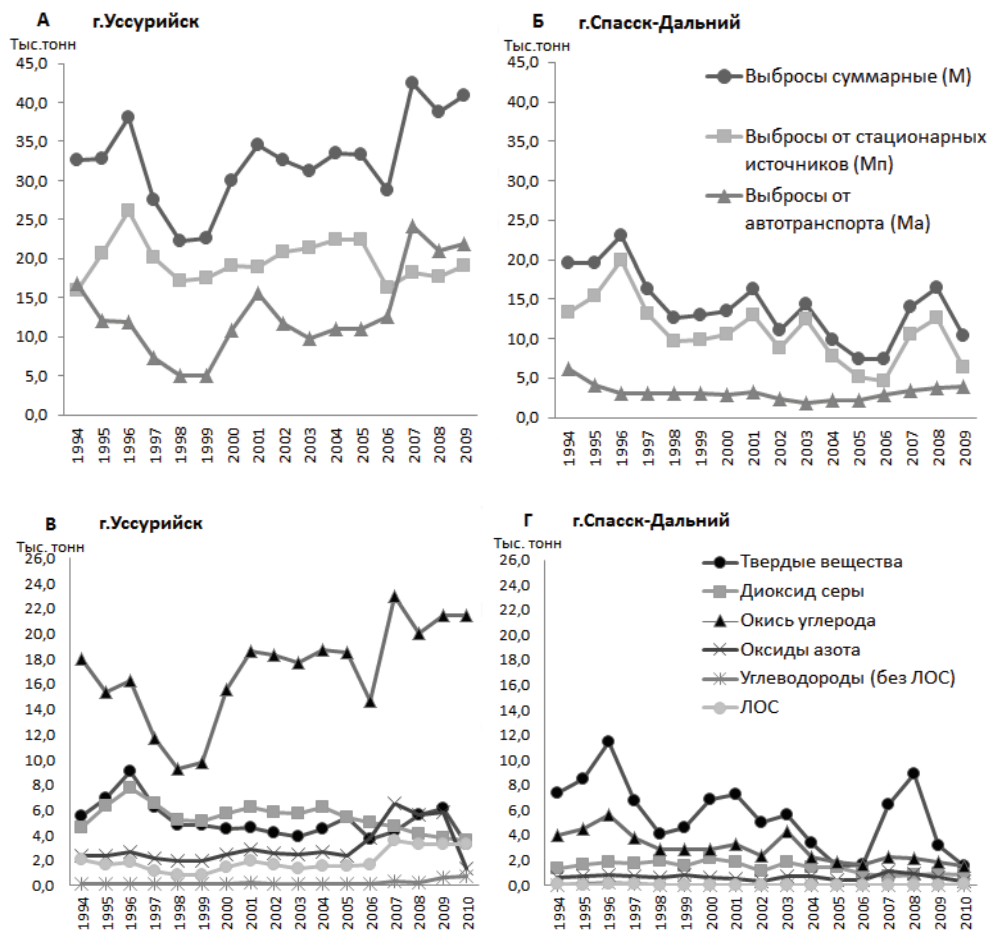 А г.Уссурийск
Тыс.тонн
45,0
40,0
35,0
30,0
25,0
20,0
15,0
10,0
5,0
0,0
1994 1995 1996 1997 1998 1999 2000 2001 2002 2003 2004 2005 2006 2007 2008 2009
Б г.Спасск-Дальний
Тыс.тонн
45,0
40,0
35,0
30,0
25,0
20,0
15,0
10,0
5,0
0,0
Выбросы суммарные (М)
Выбросы от стационарных
источников (Мп)
Выбросы от
автотранспорта (Ма)
1994 1995 1996 1997 1998 1999 2000 2001 2002 2003 2004 2005 2006 2007 2008 2009
В г.Уссурийск
Тыс. тонн
26,0
24,0
22,0
20,0
18,0
16,0
14,0
12,0
10,0
8,0
6,0
4,0
2,0
0,0
1994 1995 1996 1997 1998 1999 2000 2001 2002 2003 2004 2005 2006 2007 2008 2009 2010
Г г.Спасск-Дальний
Тыс. тонн
26,0
24,0
22,0
20,0
18,0
16,0
14,0
12,0
10,0
8,0
6,0
4,0
2,0
0,0
Твердые вещества
Диоксид серы
Окись углерода
Оксиды азота
Углеводороды (без ЛОС)
ЛОС
1994 1995 1996 1997 1998 1999 2000 2001 2002 2003 2004 2005 2006 2007 2008 2009 2010